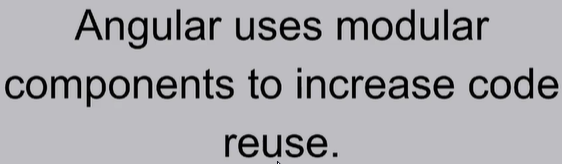 Angular uses modular
components to increase code
reuse.